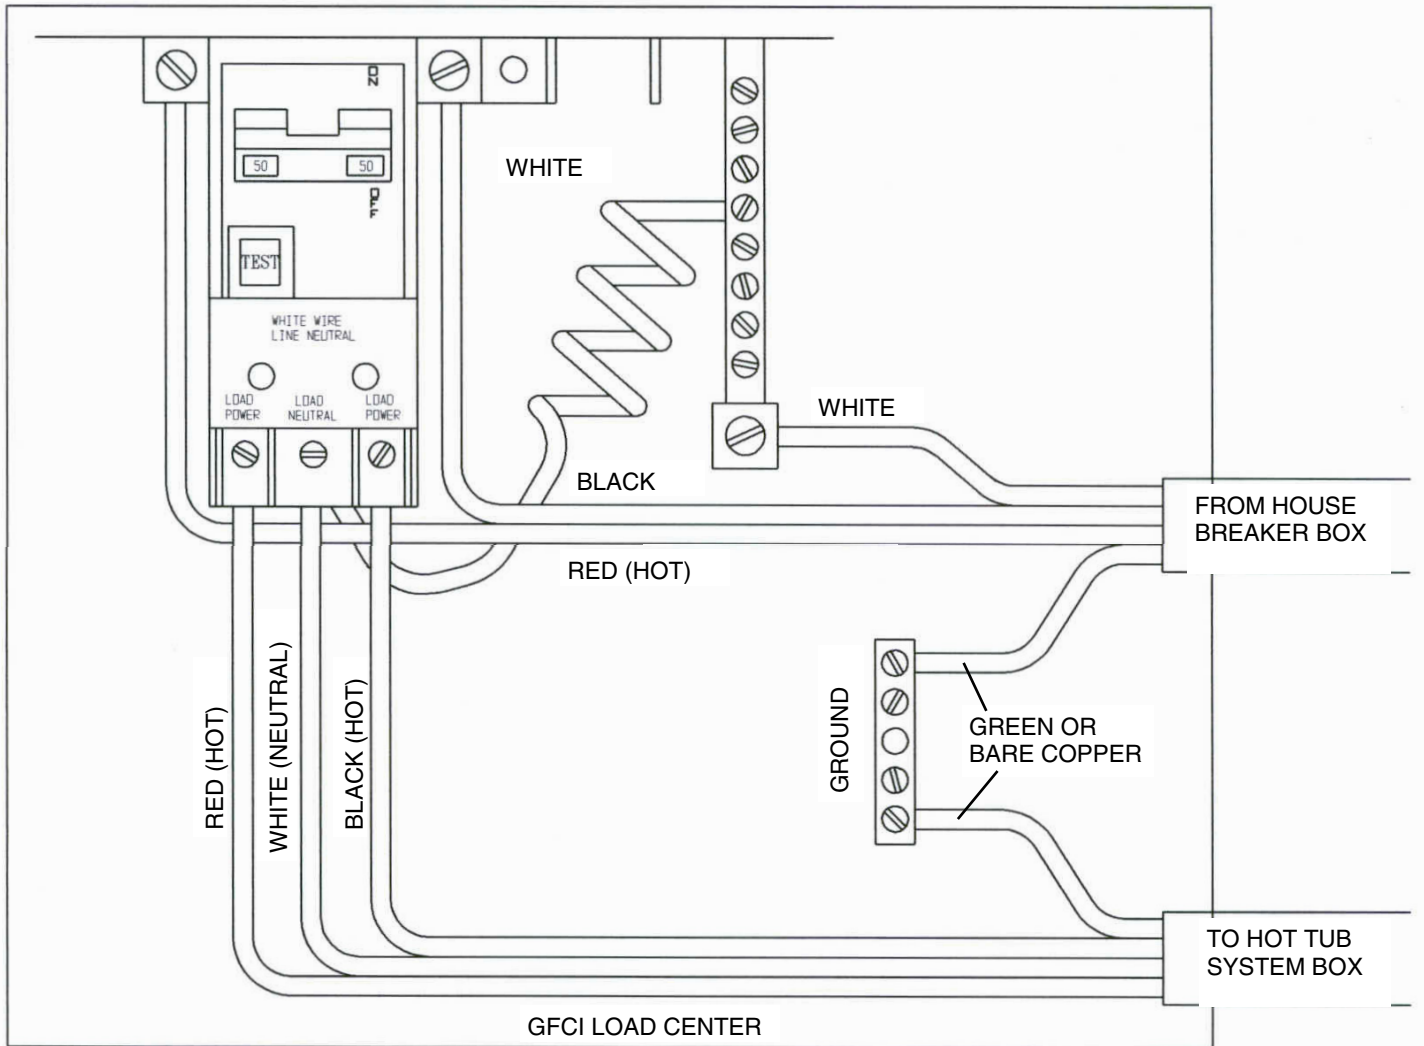 ON
50
50
OFF
TEST
WHITE WIRE
LINE NEUTRAL
LOAD
POWER
LOAD
NEUTRAL
LOAD
POWER
WHITE
WHITE
BLACK
FROM HOUSE
BREAKER BOX
RED (HOT)
RED (HOT)
WHITE (NEUTRAL)
BLACK (HOT)
GROUND
GREEN OR
BARE COPPER
TO HOT TUB
SYSTEM BOX
GFCI LOAD CENTER